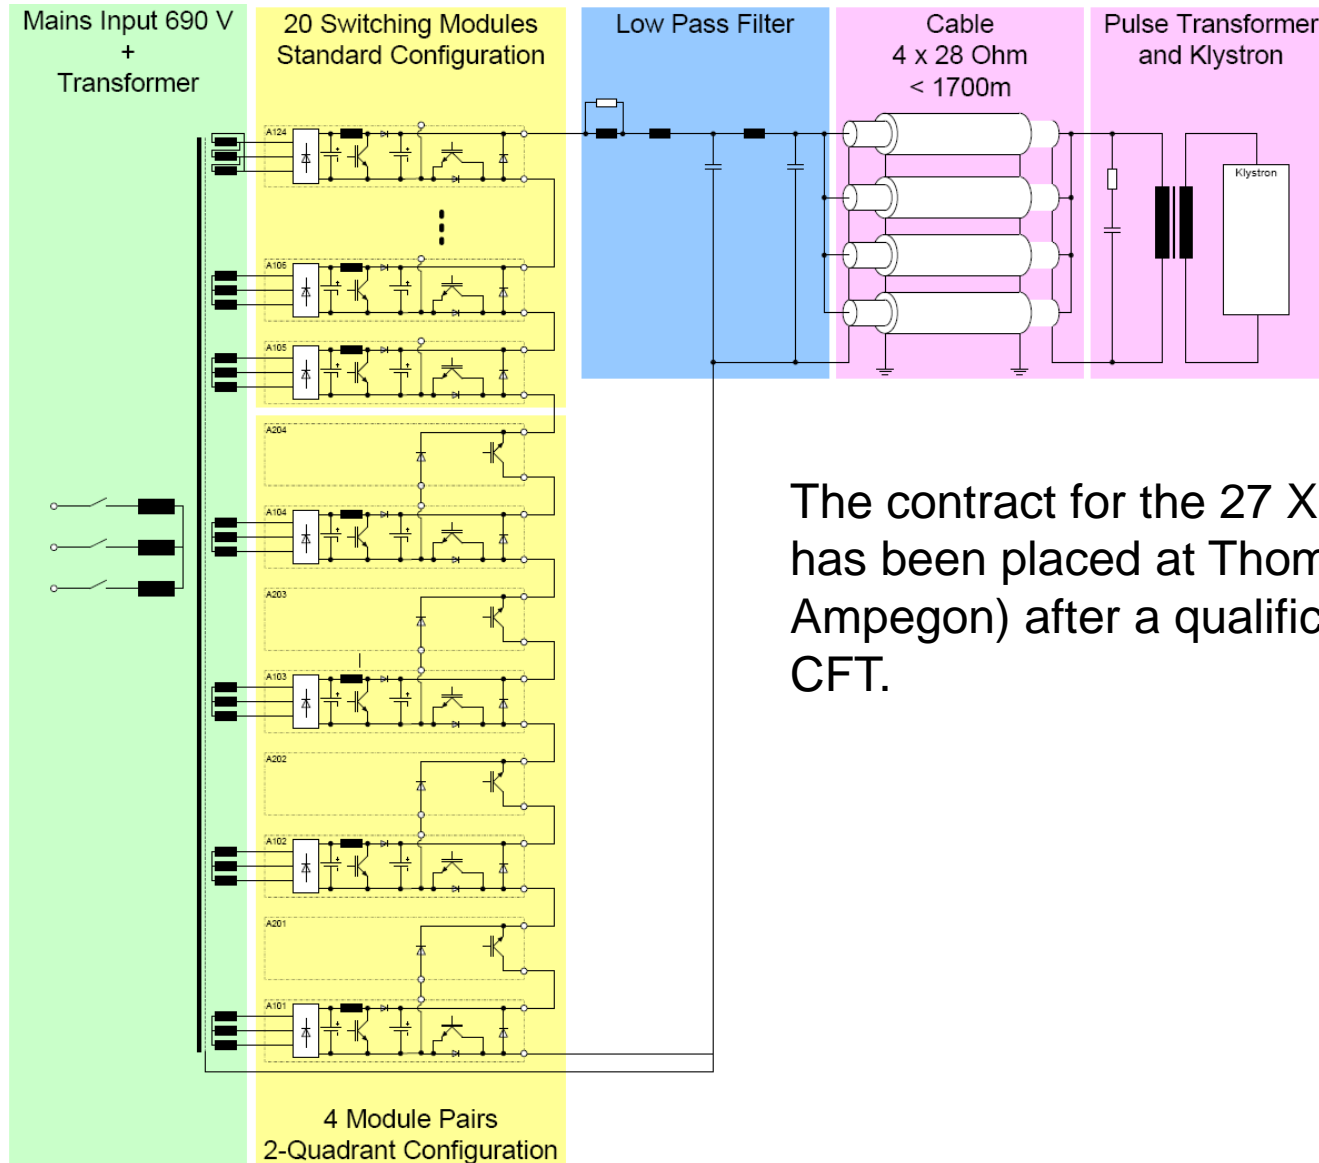 Mains Input 690 V
+
Transformer
20 Switching Modules
Standard Configuration
Low Pass Filter
Cable
4 x 28 Ohm
< 1700m
Pulse Transformer
and Klystron
A124
A106
A105
A204
A104
A203
A103
A202
A102
A201
A101
Klystron
4 Module Pairs
2-Quadrant Configuration
The contract for the 27 X
has been placed at Thom
Ampegon) after a qualific
CFT.